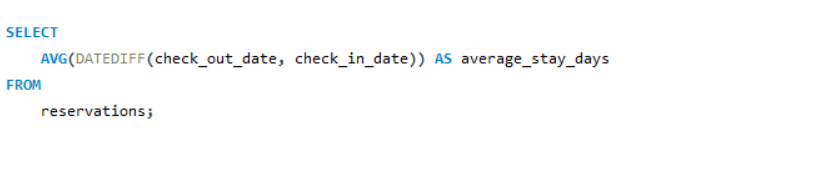 SELECT
AVG(DATEDIFF(check_out_date, check_in_date)) AS average_stay_days
FROM
reservations;